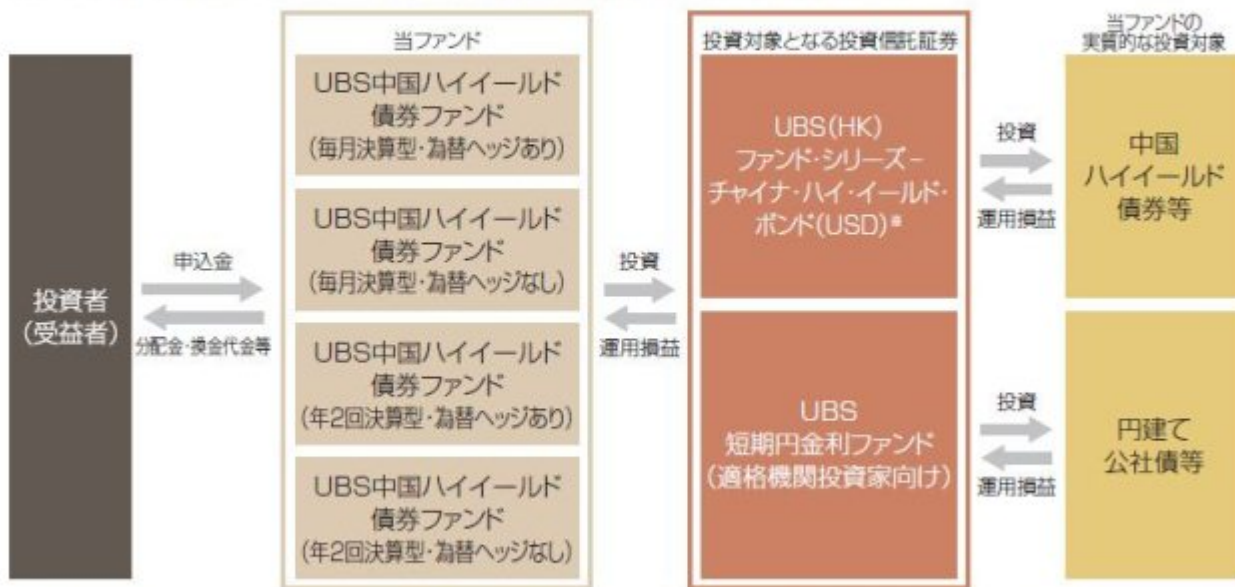 投資者
(受益者)
申込金
分配金・換金代金等
当ファンド
UBS中国ハイイールド
債券ファンド
(毎月決算型・為替ヘッジあり)
UBS中国ハイイールド
債券ファンド
(毎月決算型・為替ヘッジなし)
UBS中国ハイイールド
債券ファンド
(年2回決算型・為替ヘッジあり)
UBS中国ハイイールド
債券ファンド
(年2回決算型・為替ヘッジなし)
投資
運用損益
投資対象となる投資信託証券
UBS(HK)
ファンド・シリーズ−
チャイナ・ハイ・イールド・
ボンド(USD)※
UBS
短期円金利ファンド
(適格機関投資家向け)
投資
運用損益
投資
運用損益
当ファンドの
実質的な投資対象
中国
ハイイールド
債券等
円建て
公社債等